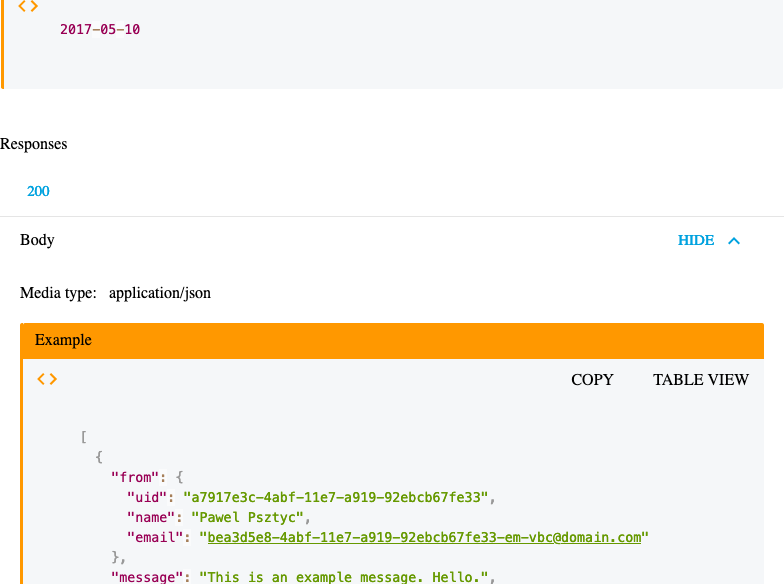 2017-05-10
Responses
200
Body HIDE
Media type: application/json
Example
COPY TABLE VIEW
[
{
"from": {
"uid": "a7917e3c-4abf-11e7-a919-92ebcb67fe33",
"name": "Pawel Psztyc",
"email": "bea3d5e8-4abf-11e7-a919-92ebcb67fe33-em-vbc@domain.com"
},
"message": "This is an example message. Hello.",